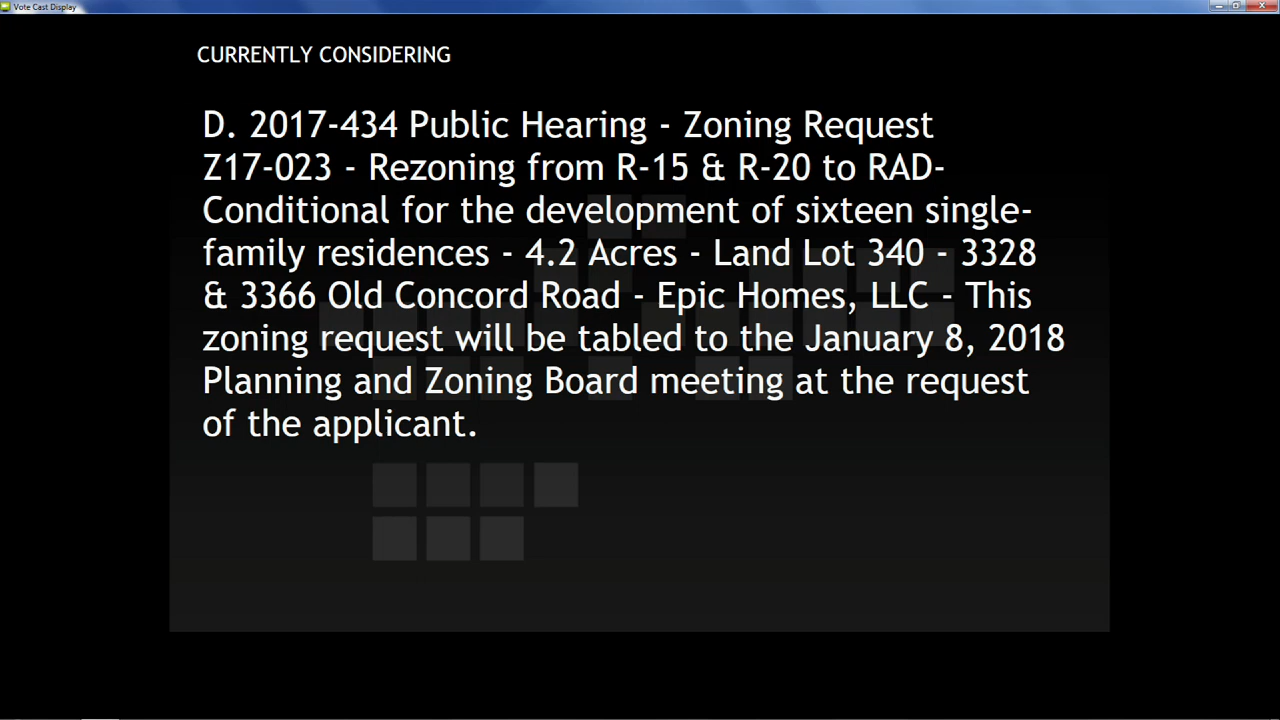 Vote Cast Display
CURRENTLY CONSIDERING
D. 2017-434 Public Hearing - Zoning Request
Z17-023 - Rezoning from R-15 & R-20 to RAD-
Conditional for the development of sixteen single-
family residences - 4.2 Acres - Land Lot 340 - 3328
& 3366 Old Concord Road - Epic Homes, LLC - This
zoning request will be tabled to the January 8, 2018
Planning and Zoning Board meeting at the request
of the applicant.